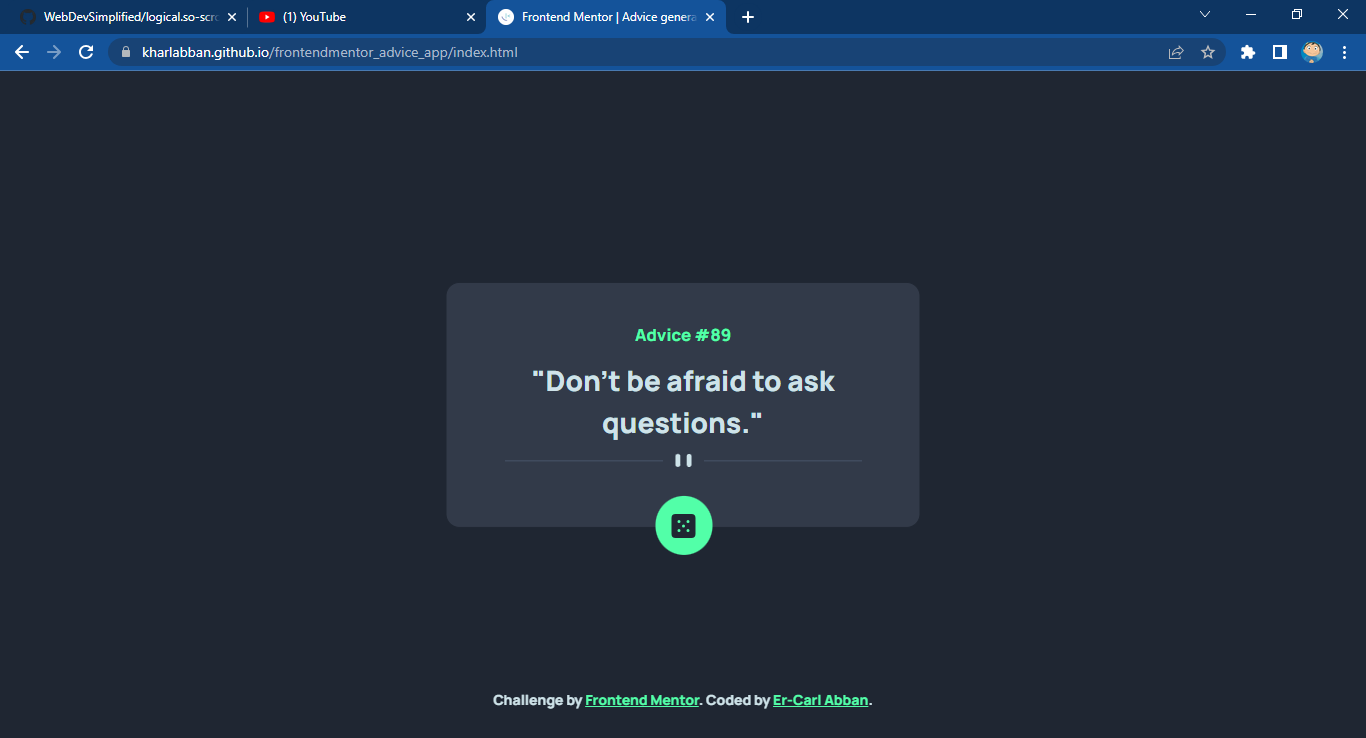 WebDevSimplified/logical.so-scro
(1) YouTube
Frontend Mentor | Advice genera
kharlabban.github.io/frontendmentor_advice_app/index.html
Advice #89
"Don't be afraid to ask
questions."
Challenge by Frontend Mentor. Coded by Er-Carl Abban.